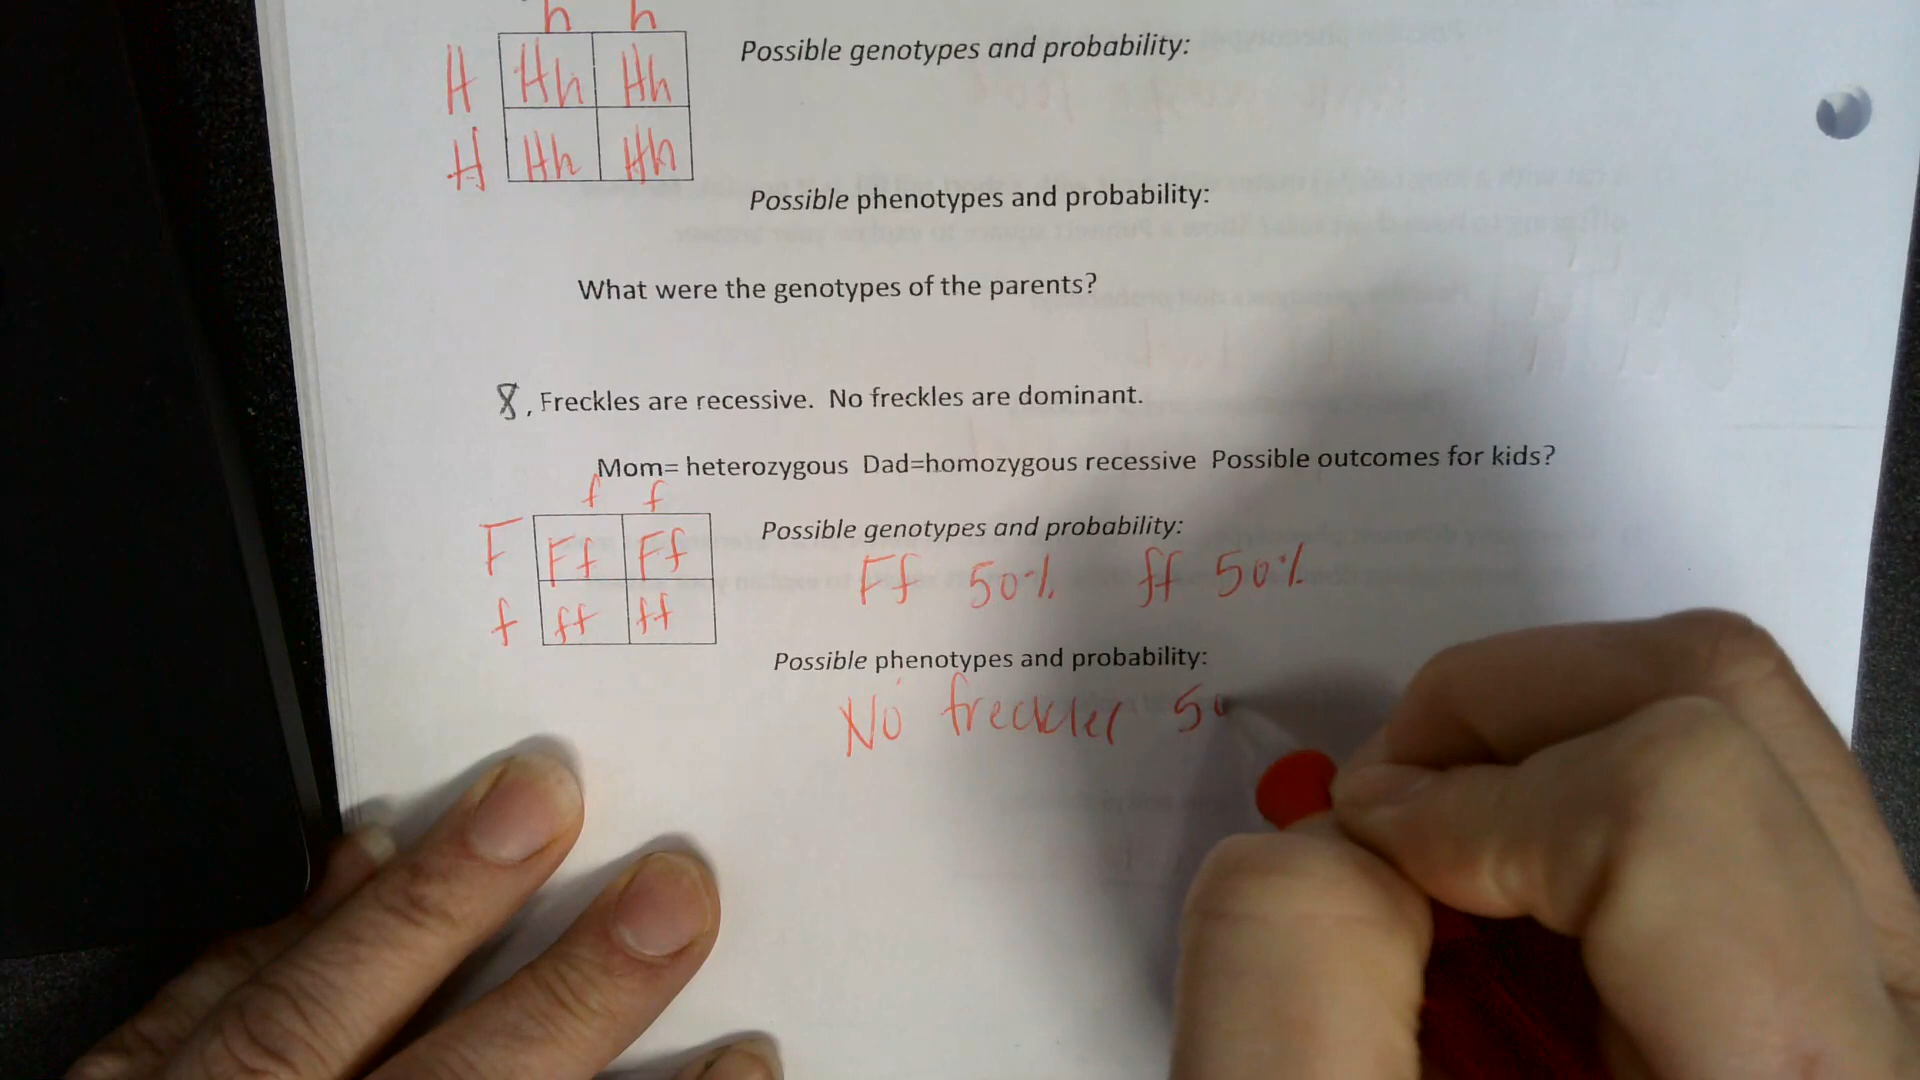 h h
H Hh Hh
Possible genotypes and probability:
H Hh Hh
Possible phenotypes and probability:
What were the genotypes of the parents?
8, Freckles are recessive. No freckles are dominant.
Mom= heterozygous Dad=homozygous recessive Possible outcomes for kids?
f f
F Ff Ff
Possible genotypes and probability:
Ff 50% ff 50%
f ff ff
Possible phenotypes and probability:
No freckles 50